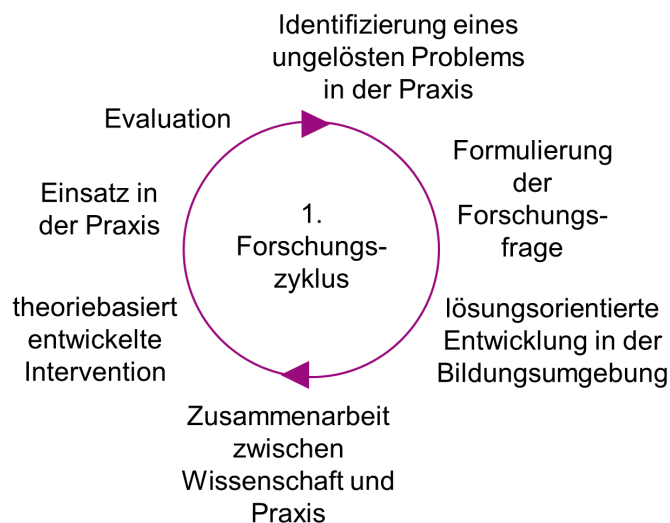 Identifizierung eines
ungelösten Problems
in der Praxis
Formulierung
der
Forschungs-
frage
lösungsorientierte
Entwicklung in der
Bildungsumgebung
Zusammenarbeit
zwischen
Wissenschaft und
Praxis
theoriebasiert
entwickelte
Intervention
Einsatz in
der Praxis
Evaluation
1.
Forschungs-
zyklus